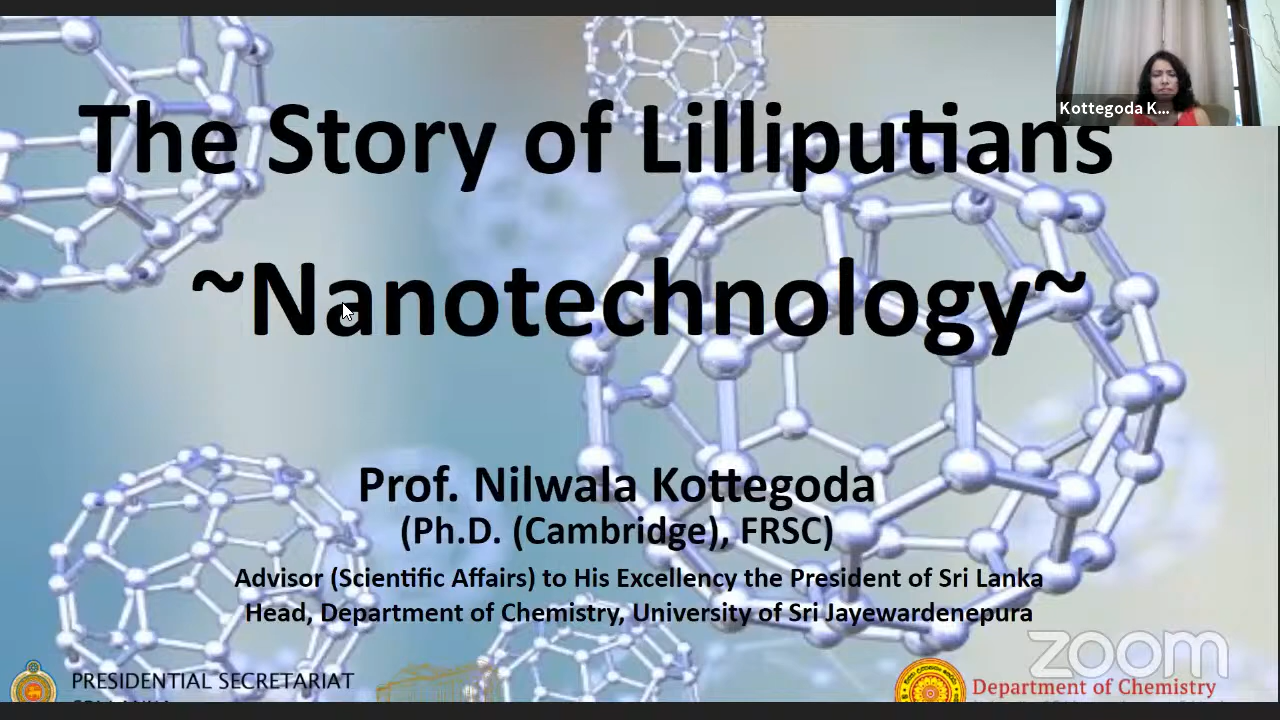 Kottegoda K...
The Story of Lilliputians
~Nanotechnology~
Prof. Nilwala Kottegoda
(Ph.D. (Cambridge), FRSC)
Advisor (Scientific Affairs) to His Excellency the President of Sri Lanka
Head, Department of Chemistry, University of Sri Jayewardenepura
zoom
PRESIDENTIAL SECRETARIAT
Department of Chemistry